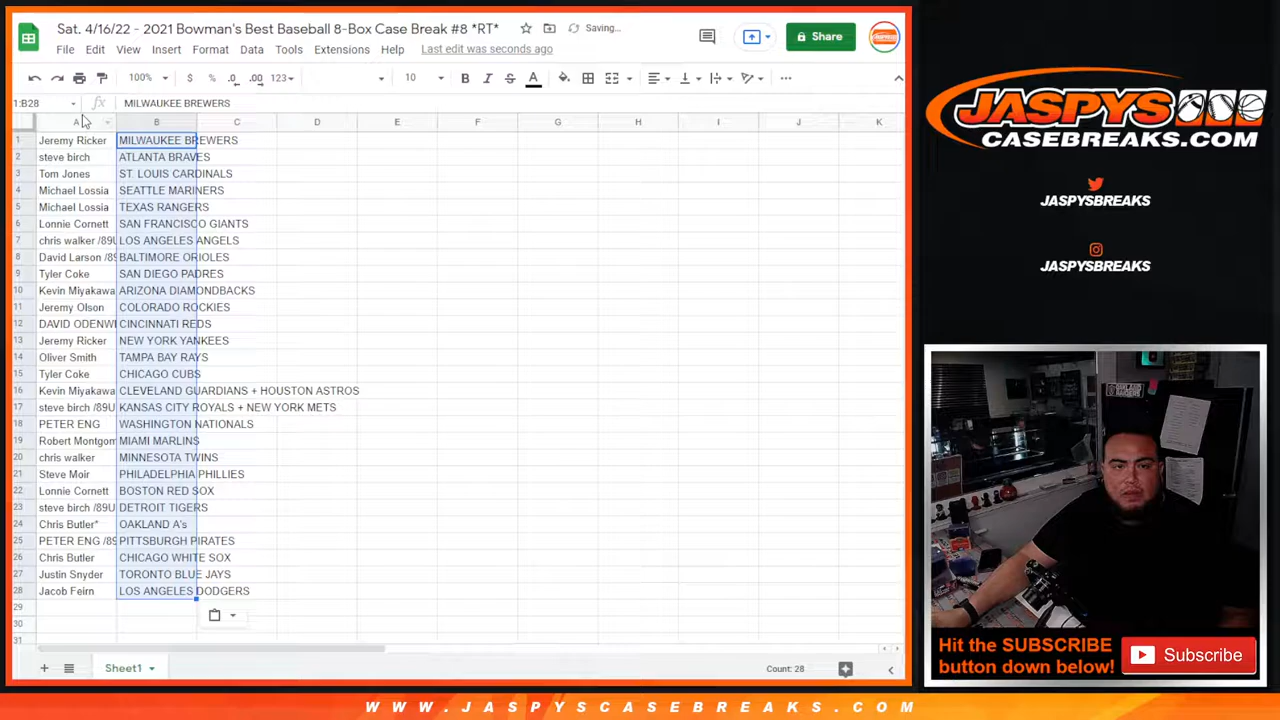 Sat. 4/16/22 - 2021 Bowman's Best Baseball 8-Box Case Break #8 *RT*
Saving...
File Edit View Insert Format Data Tools Extensions Help Last edit was seconds ago
Share
100% $ % .0 .00 123 10 B I S A
1:B28 fx MILWAUKEE BREWERS
A B C D E F G H I J K
1 Jeremy Ricker MILWAUKEE BREWERS
2 steve birch ATLANTA BRAVES
3 Tom Jones ST. LOUIS CARDINALS
4 Michael Lossia SEATTLE MARINERS
5 Michael Lossia TEXAS RANGERS
6 Lonnie Cornett SAN FRANCISCO GIANTS
7 chris walker /89U LOS ANGELES ANGELS
8 David Larson /89 BALTIMORE ORIOLES
9 Tyler Coke SAN DIEGO PADRES
10 Kevin Miyakawa ARIZONA DIAMONDBACKS
11 Jeremy Olson COLORADO ROCKIES
12 DAVID ODENWI CINCINNATI REDS
13 Jeremy Ricker NEW YORK YANKEES
14 Oliver Smith TAMPA BAY RAYS
15 Tyler Coke CHICAGO CUBS
16 Kevin Miyakawa CLEVELAND GUARDIANS + HOUSTON ASTROS
17 steve birch /89U KANSAS CITY ROYALS + NEW YORK METS
18 PETER ENG WASHINGTON NATIONALS
19 Robert Montgom MIAMI MARLINS
20 chris walker MINNESOTA TWINS
21 Steve Moir PHILADELPHIA PHILLIES
22 Lonnie Cornett BOSTON RED SOX
23 steve birch /89U DETROIT TIGERS
24 Chris Butler* OAKLAND A's
25 PETER ENG /89 PITTSBURGH PIRATES
26 Chris Butler CHICAGO WHITE SOX
27 Justin Snyder TORONTO BLUE JAYS
28 Jacob Feirn LOS ANGELES DODGERS
29
30
31
Sheet1
Count: 28
JASPYS
CASEBREAKS.COM
JASPYSBREAKS
JASPYSBREAKS
Hit the SUBSCRIBE
button down below!
Subscribe
WWW.JASPYSCASEBREAKS.COM